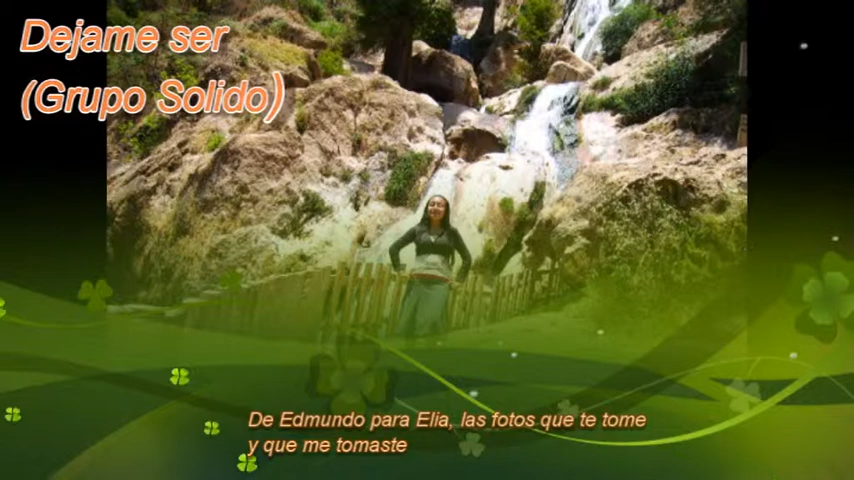 Dejame ser
(Grupo Solido)
De Edmundo para Elia, las fotos que te tome
y que me tomaste